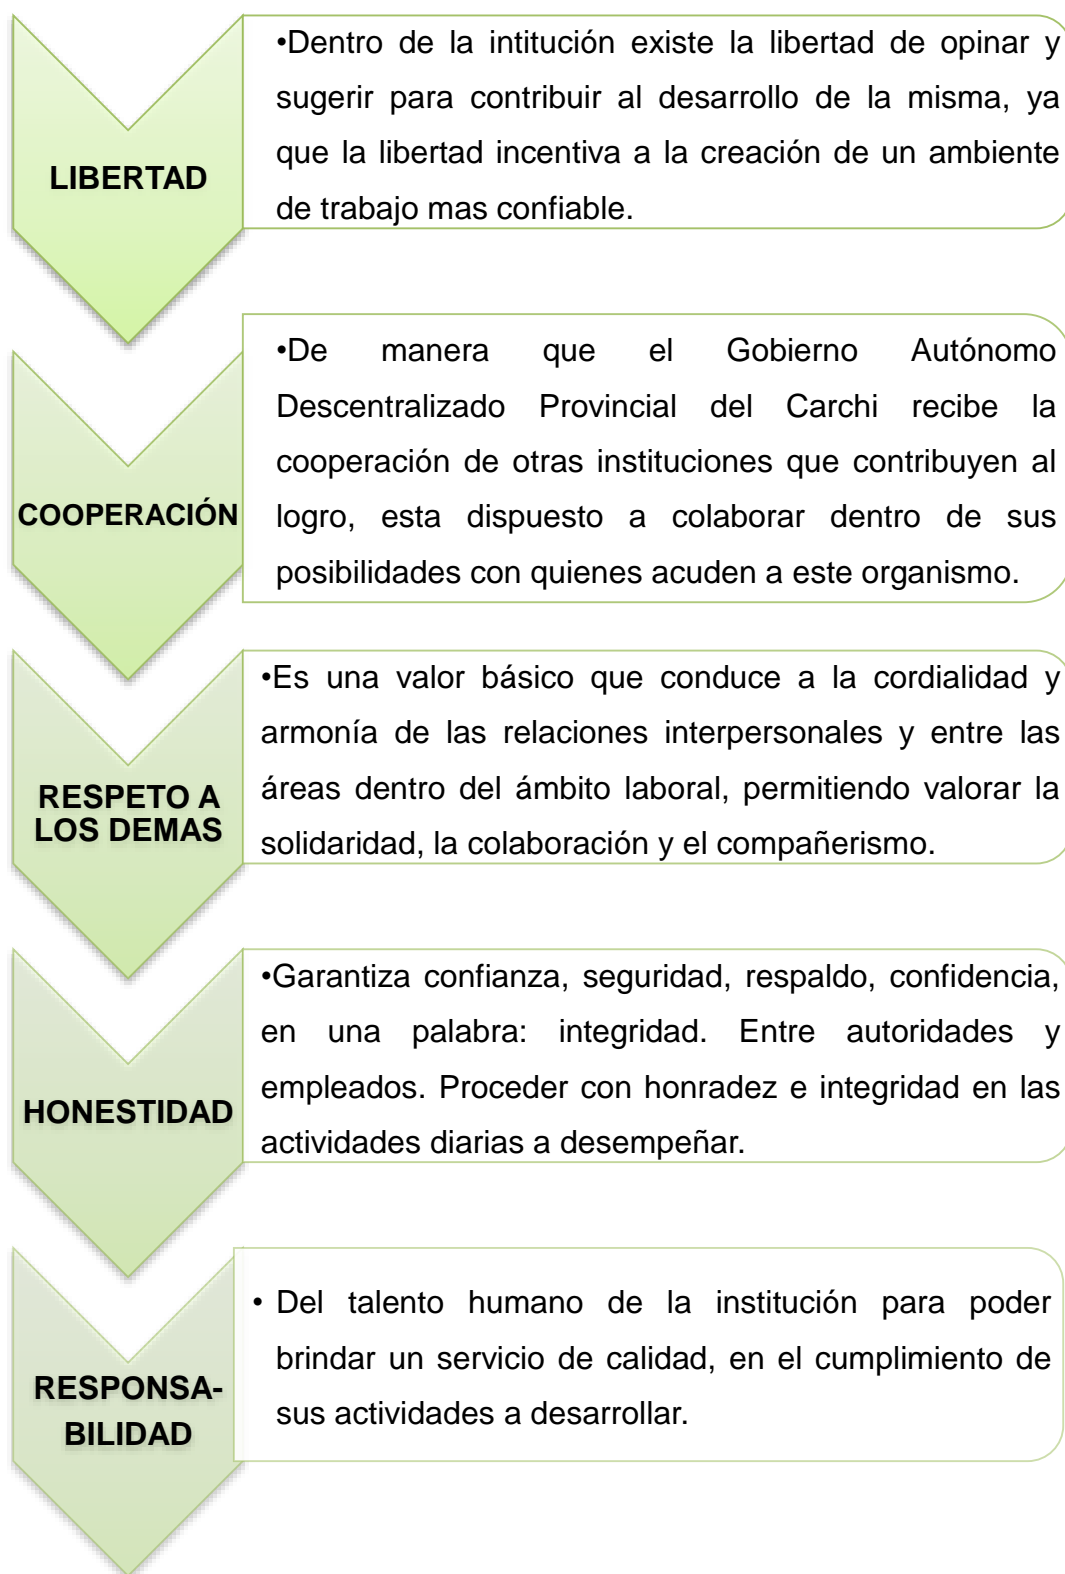 LIBERTAD
•Dentro de la intitución existe la libertad de opinar y
sugerir para contribuir al desarrollo de la misma, ya
que la libertad incentiva a la creación de un ambiente
de trabajo mas confiable.
COOPERACIÓN
•De manera que el Gobierno Autónomo
Descentralizado Provincial del Carchi recibe la
cooperación de otras instituciones que contribuyen al
logro, esta dispuesto a colaborar dentro de sus
posibilidades con quienes acuden a este organismo.
RESPETO A
LOS DEMAS
•Es una valor básico que conduce a la cordialidad y
armonía de las relaciones interpersonales y entre las
áreas dentro del ámbito laboral, permitiendo valorar la
solidaridad, la colaboración y el compañerismo.
HONESTIDAD
•Garantiza confianza, seguridad, respaldo, confidencia,
en una palabra: integridad. Entre autoridades y
empleados. Proceder con honradez e integridad en las
actividades diarias a desempeñar.
RESPONSA-
BILIDAD
• Del talento humano de la institución para poder
brindar un servicio de calidad, en el cumplimiento de
sus actividades a desarrollar.